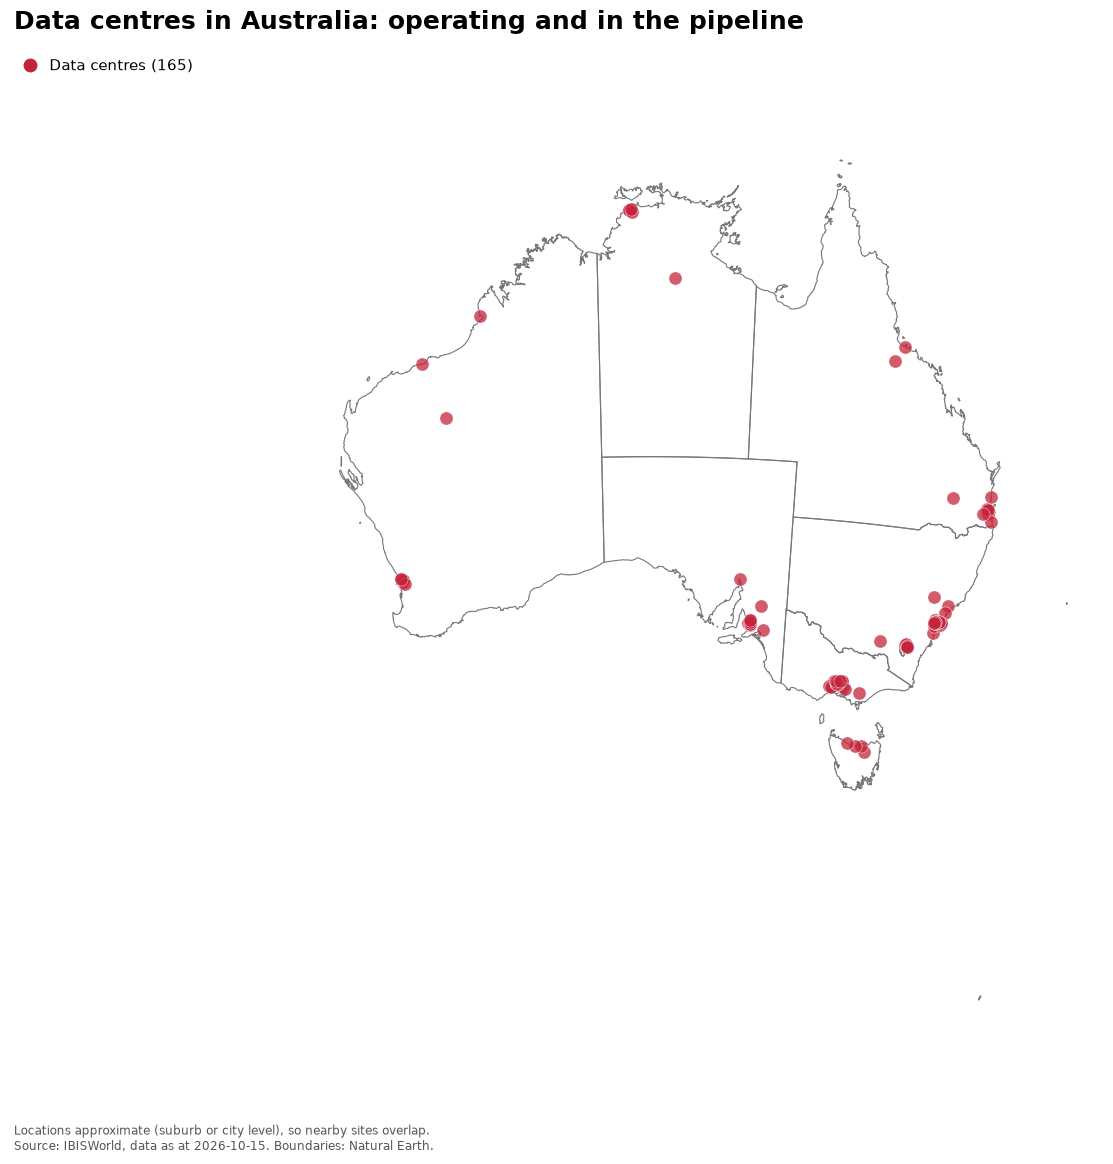 Data centres in Australia: operating and in the pipeline
Data centres (165)
Locations approximate (suburb or city level), so nearby sites overlap.
Source: IBISWorld, data as at 2026-10-15. Boundaries: Natural Earth.